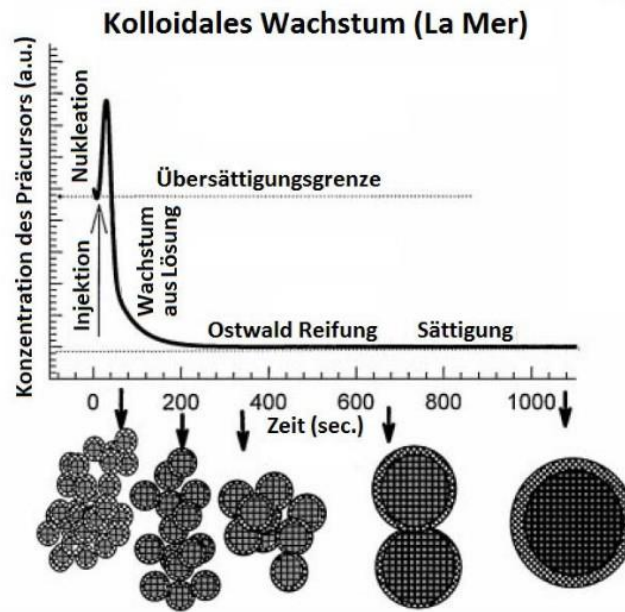 Kolloidales Wachstum (La Mer)
Konzentration des Präcursors (a.u.)
Nukleation
Injektion
Übersättigungsgrenze
Wachstum
aus Lösung
Ostwald Reifung
Sättigung
0 200 400 600 800 1000
Zeit (sec.)